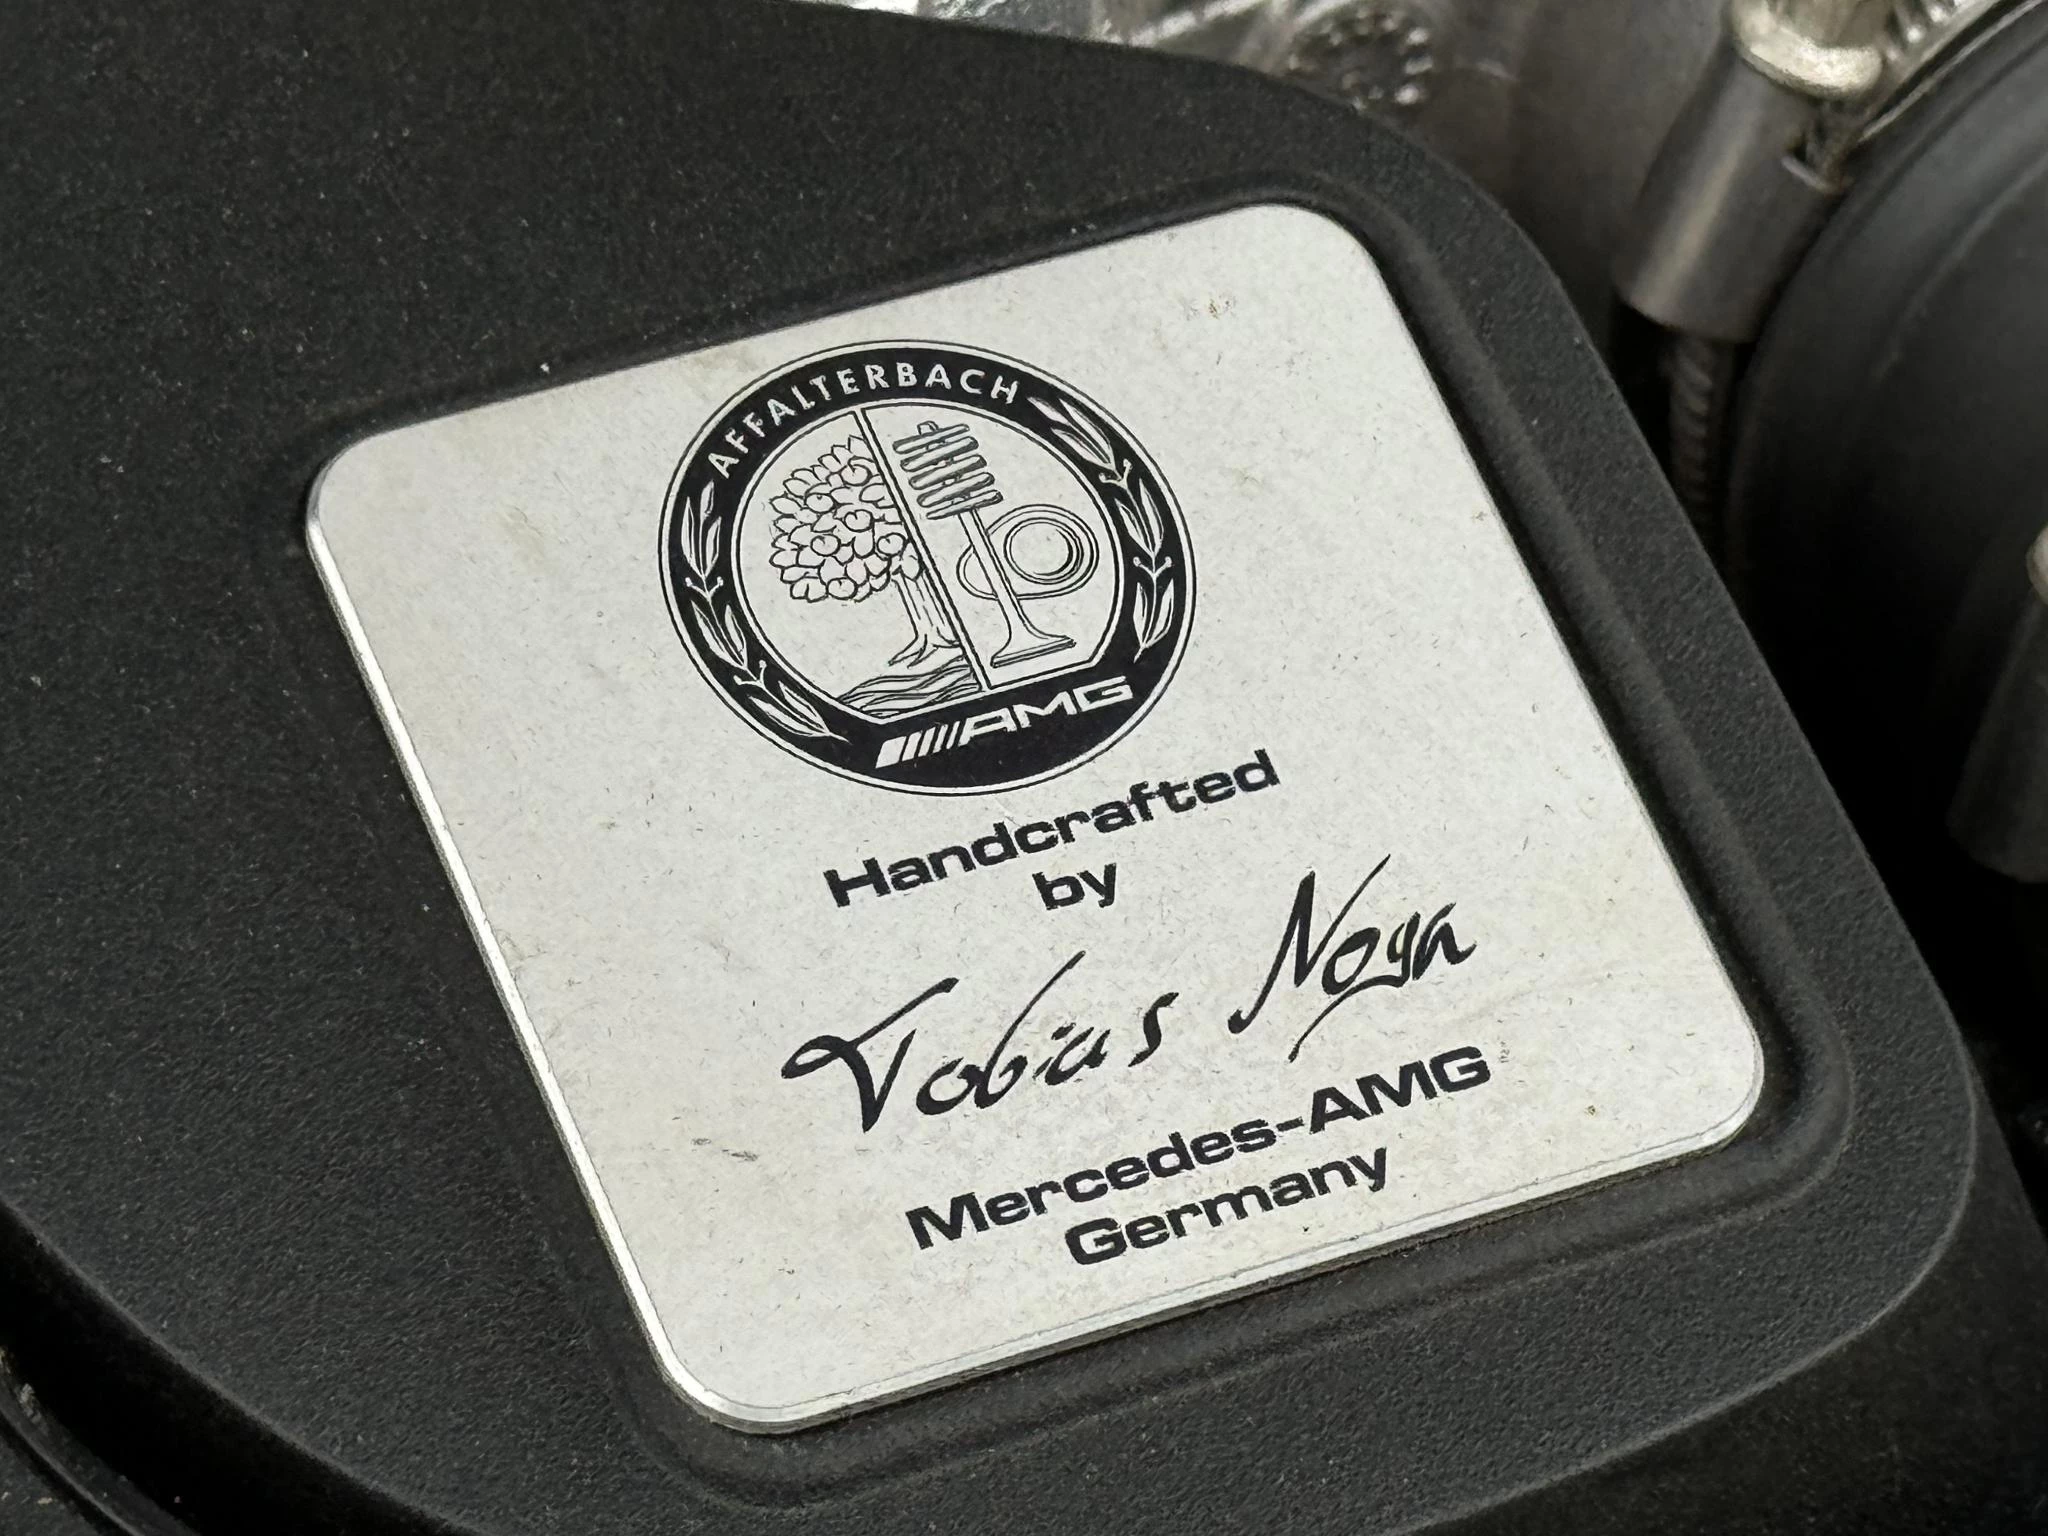 AFFALTERBACH
AMG
Handcrafted
by
Tobias Noya
Mercedes-AMG
Germany